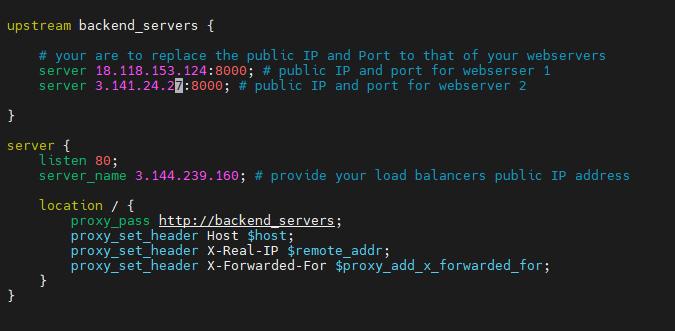 upstream backend_servers {
# your are to replace the public IP and Port to that of your webservers
server 18.118.153.124:8000; # public IP and port for webserser 1
server 3.141.24.27:8000; # public IP and port for webserver 2
}
server {
listen 80;
server_name 3.144.239.160; # provide your load balancers public IP address
location / {
proxy_pass http://backend_servers;
proxy_set_header Host $host;
proxy_set_header X-Real-IP $remote_addr;
proxy_set_header X-Forwarded-For $proxy_add_x_forwarded_for;
}
}